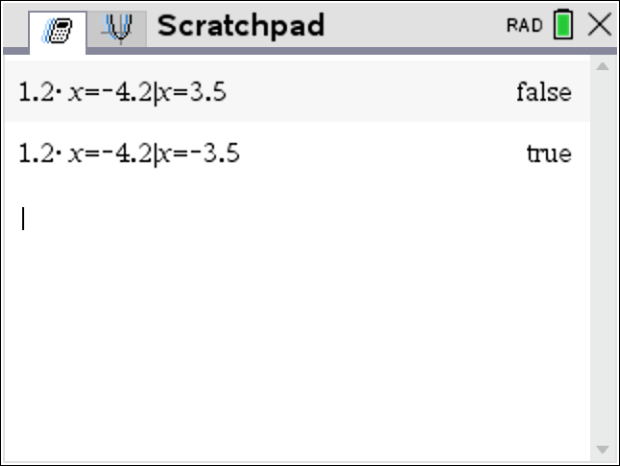 Scratchpad RAD
1.2· x=-4.2|x=3.5 false
1.2· x=-4.2|x=-3.5 true